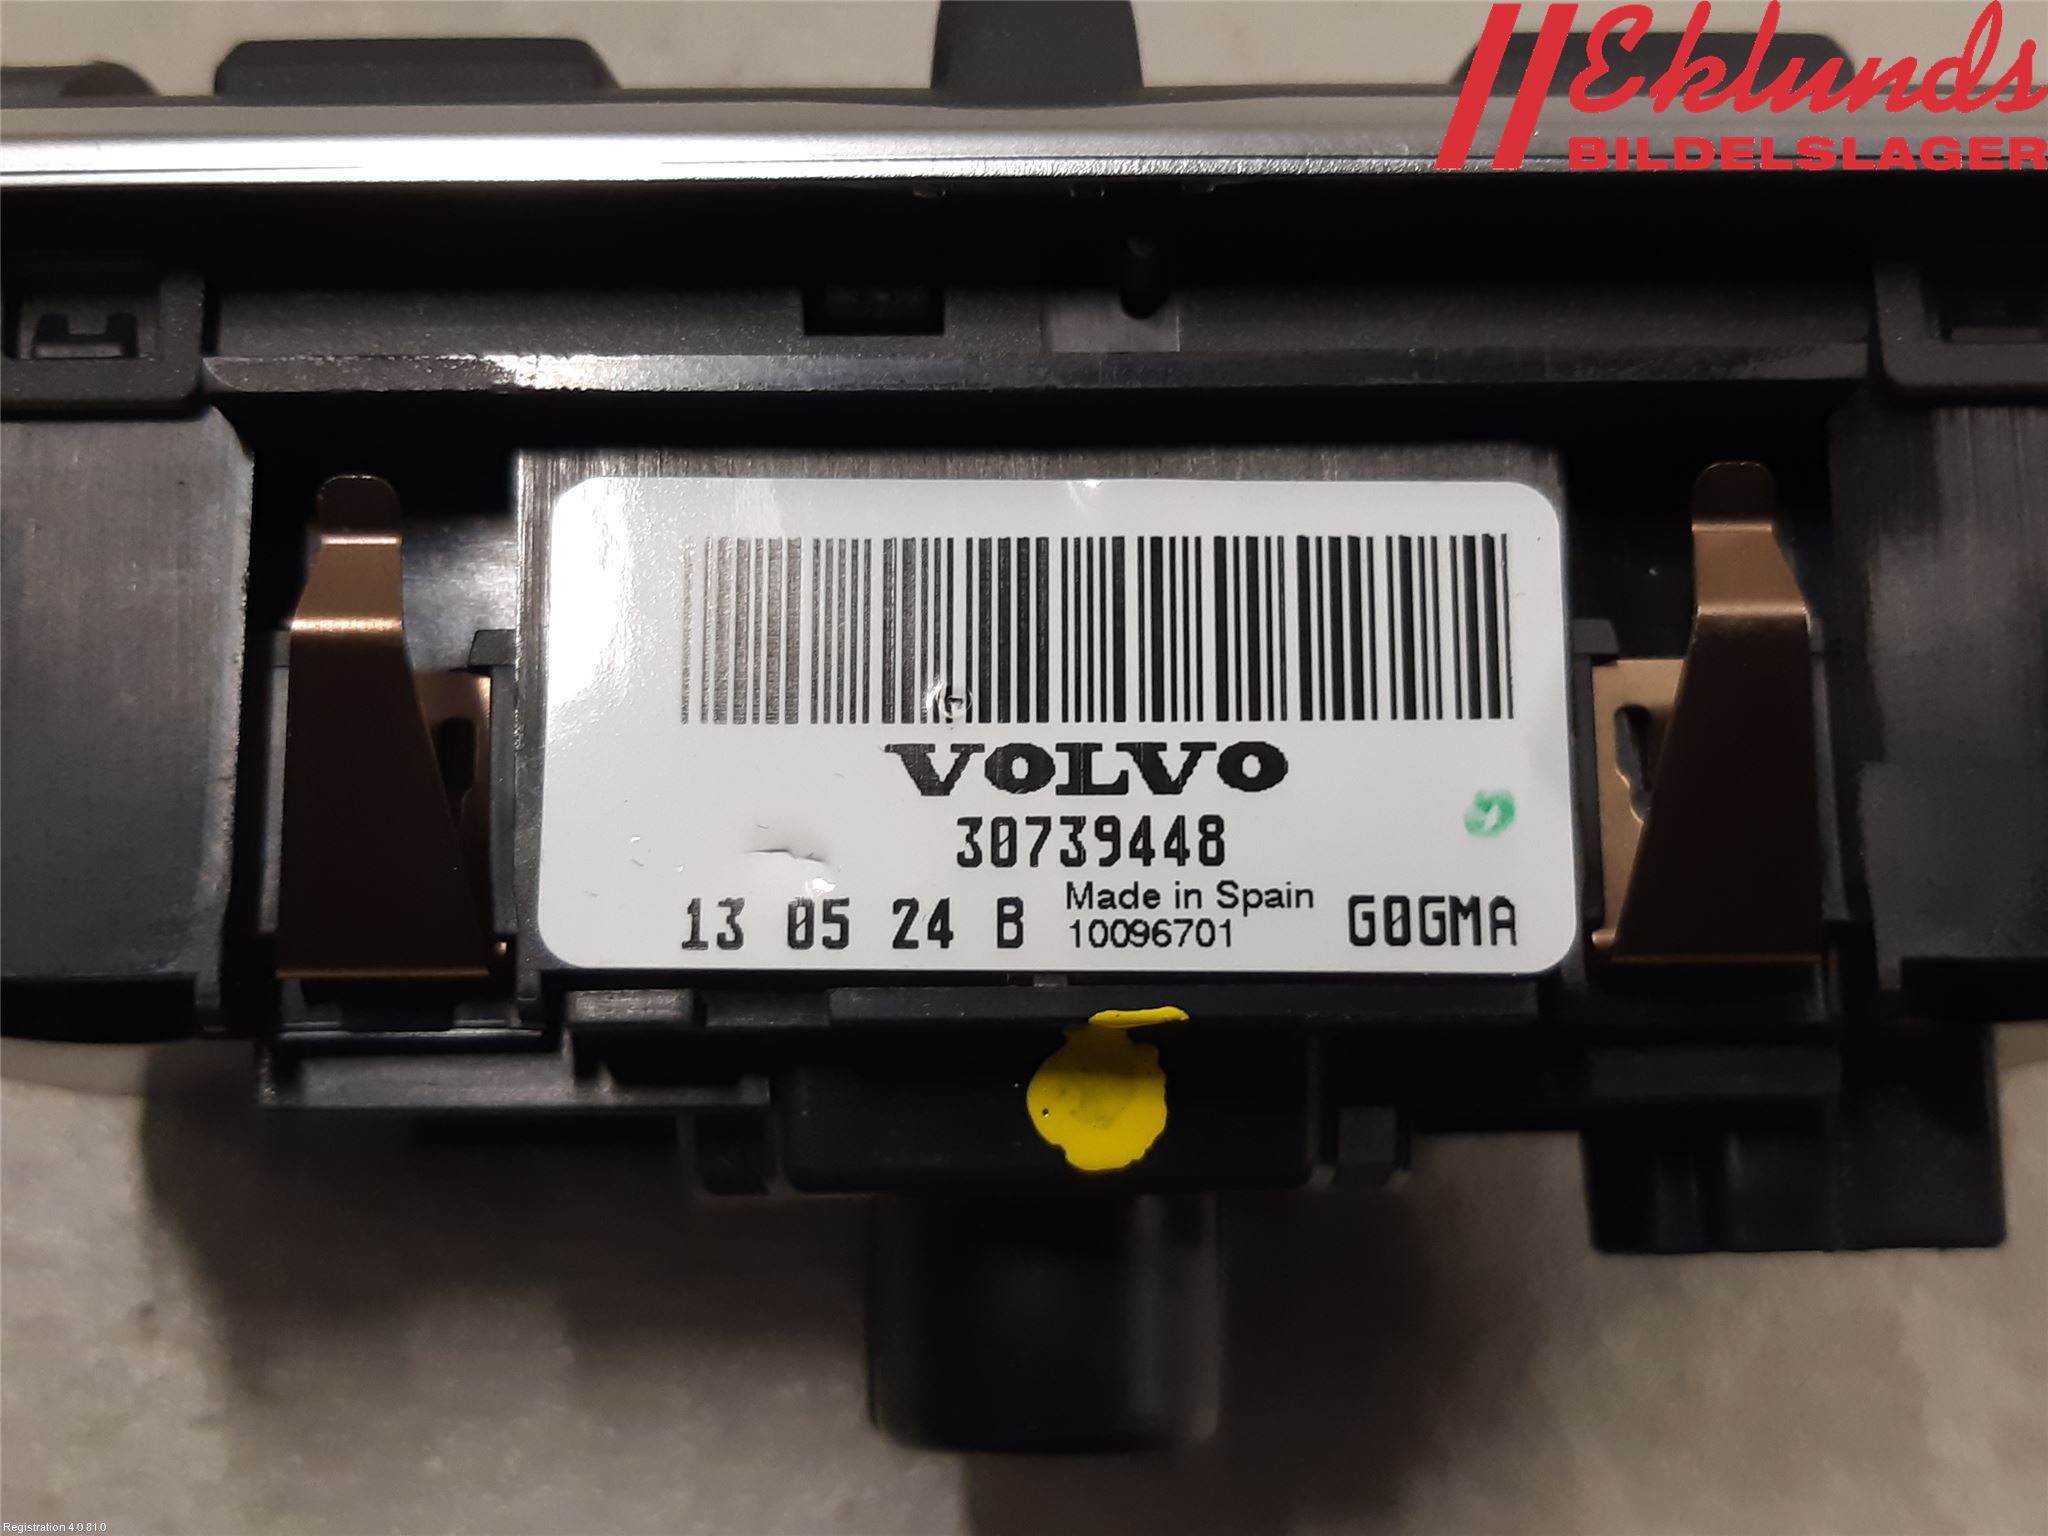 Eklunds
BILDELSLAGER
VOLVO
30739448
13 05 24 B Made in Spain 10096701 G0GMA
Registration 4.0.81.0